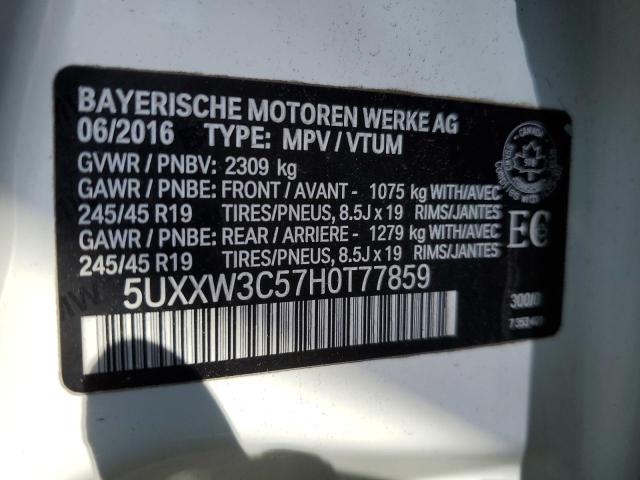 BAYERISCHE MOTOREN WERKE AG
06/2016 TYPE: MPV / VTUM
GVWR / PNBV: 2309 kg
GAWR / PNBE: FRONT / AVANT - 1075 kg WITH/AVEC
245/45 R19 TIRES/PNEUS, 8.5J x 19 RIMS/JANTES
GAWR / PNBE: REAR / ARRIERE - 1279 kg WITH/AVEC
245/45 R19 TIRES/PNEUS, 8.5J x 19 RIMS/JANTES
5UXXW3C57H0T77859
CANADA
EC